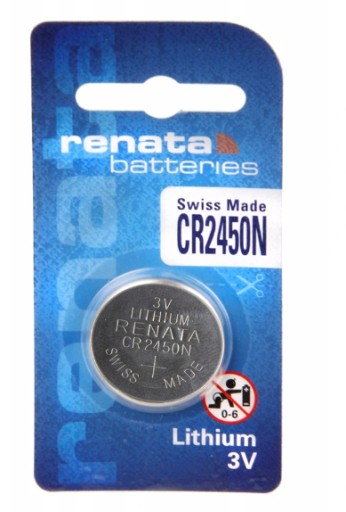 renata
renata
batteries
Swiss Made
CR2450N
3V
LITHIUM
RENATA
CR2450N
SWISS MADE
0-6
Lithium
3V